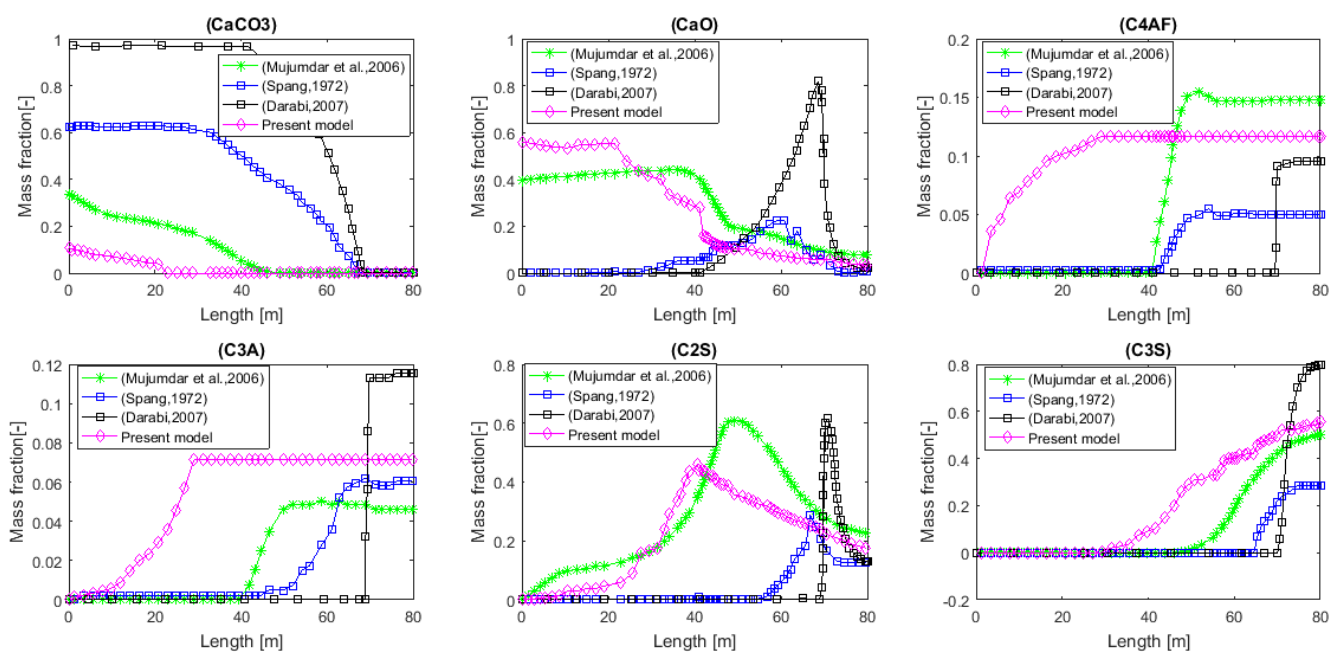 (CaCO3)
Mass fraction[-]
1
0.8
0.6
0.4
0.2
0
0
20
40
60
80
Length [m]
(Mujumdar et al.,2006)
(Spang,1972)
(Darabi,2007)
Present model
(CaO)
Mass fraction[-]
1
0.8
0.6
0.4
0.2
0
0
20
40
60
80
Length [m]
(Mujumdar et al.,2006)
(Spang,1972)
(Darabi,2007)
Present model
(C4AF)
Mass fraction[-]
0.2
0.15
0.1
0.05
0
0
20
40
60
80
Length [m]
(Mujumdar et al.,2006)
(Spang,1972)
(Darabi,2007)
Present model
(C3A)
Mass fraction[-]
0.12
0.1
0.08
0.06
0.04
0.02
0
0
20
40
60
80
Length [m]
(Mujumdar et al.,2006)
(Spang,1972)
(Darabi,2007)
Present model
(C2S)
Mass fraction[-]
0.8
0.6
0.4
0.2
0
0
20
40
60
80
Length [m]
(Mujumdar et al.,2006)
(Spang,1972)
(Darabi,2007)
Present model
(C3S)
Mass fraction[-]
0.8
0.6
0.4
0.2
0
-0.2
0
20
40
60
80
Length [m]
(Mujumdar et al.,2006)
(Spang,1972)
(Darabi,2007)
Present model